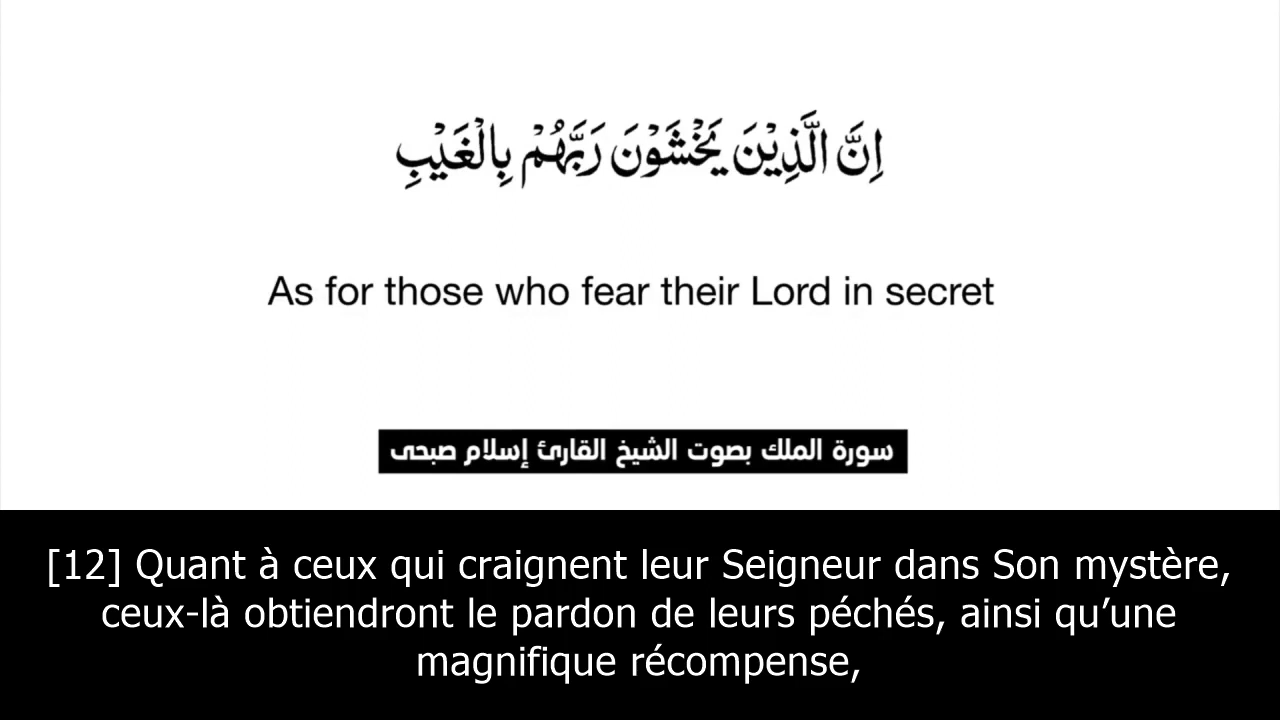 اِنَّ الَّذِيْنَ يَخْشَوْنَ رَبَّهُمْ بِالْغَيْبِ
As for those who fear their Lord in secret
سورة الملك بصوت الشيخ القارئ إسلام صبحى
[12] Quant à ceux qui craignent leur Seigneur dans Son mystère,
ceux-là obtiendront le pardon de leurs péchés, ainsi qu’une
magnifique récompense,